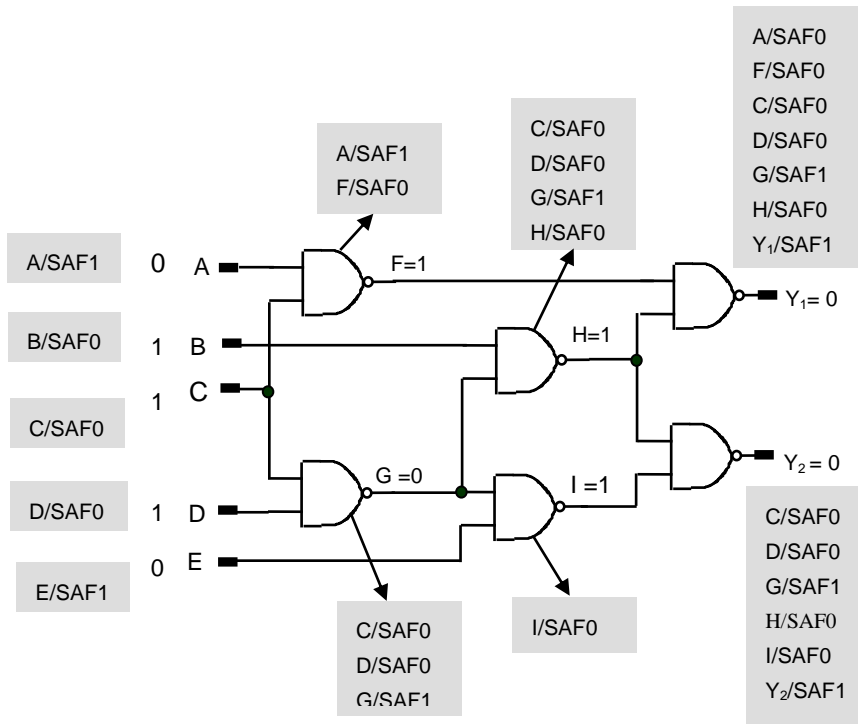 A/SAF0
F/SAF0
C/SAF0
D/SAF0
G/SAF1
H/SAF0
Y1/SAF1
C/SAF0
D/SAF0
G/SAF1
H/SAF0
A/SAF1
F/SAF0
A/SAF1
0 A
F=1
Y1= 0
B/SAF0
1 B
H=1
1 C
C/SAF0
D/SAF0
1 D
G =0
I =1
Y2 = 0
0 E
E/SAF1
C/SAF0
D/SAF0
G/SAF1
I/SAF0
C/SAF0
D/SAF0
G/SAF1
H/SAF0
I/SAF0
Y2/SAF1